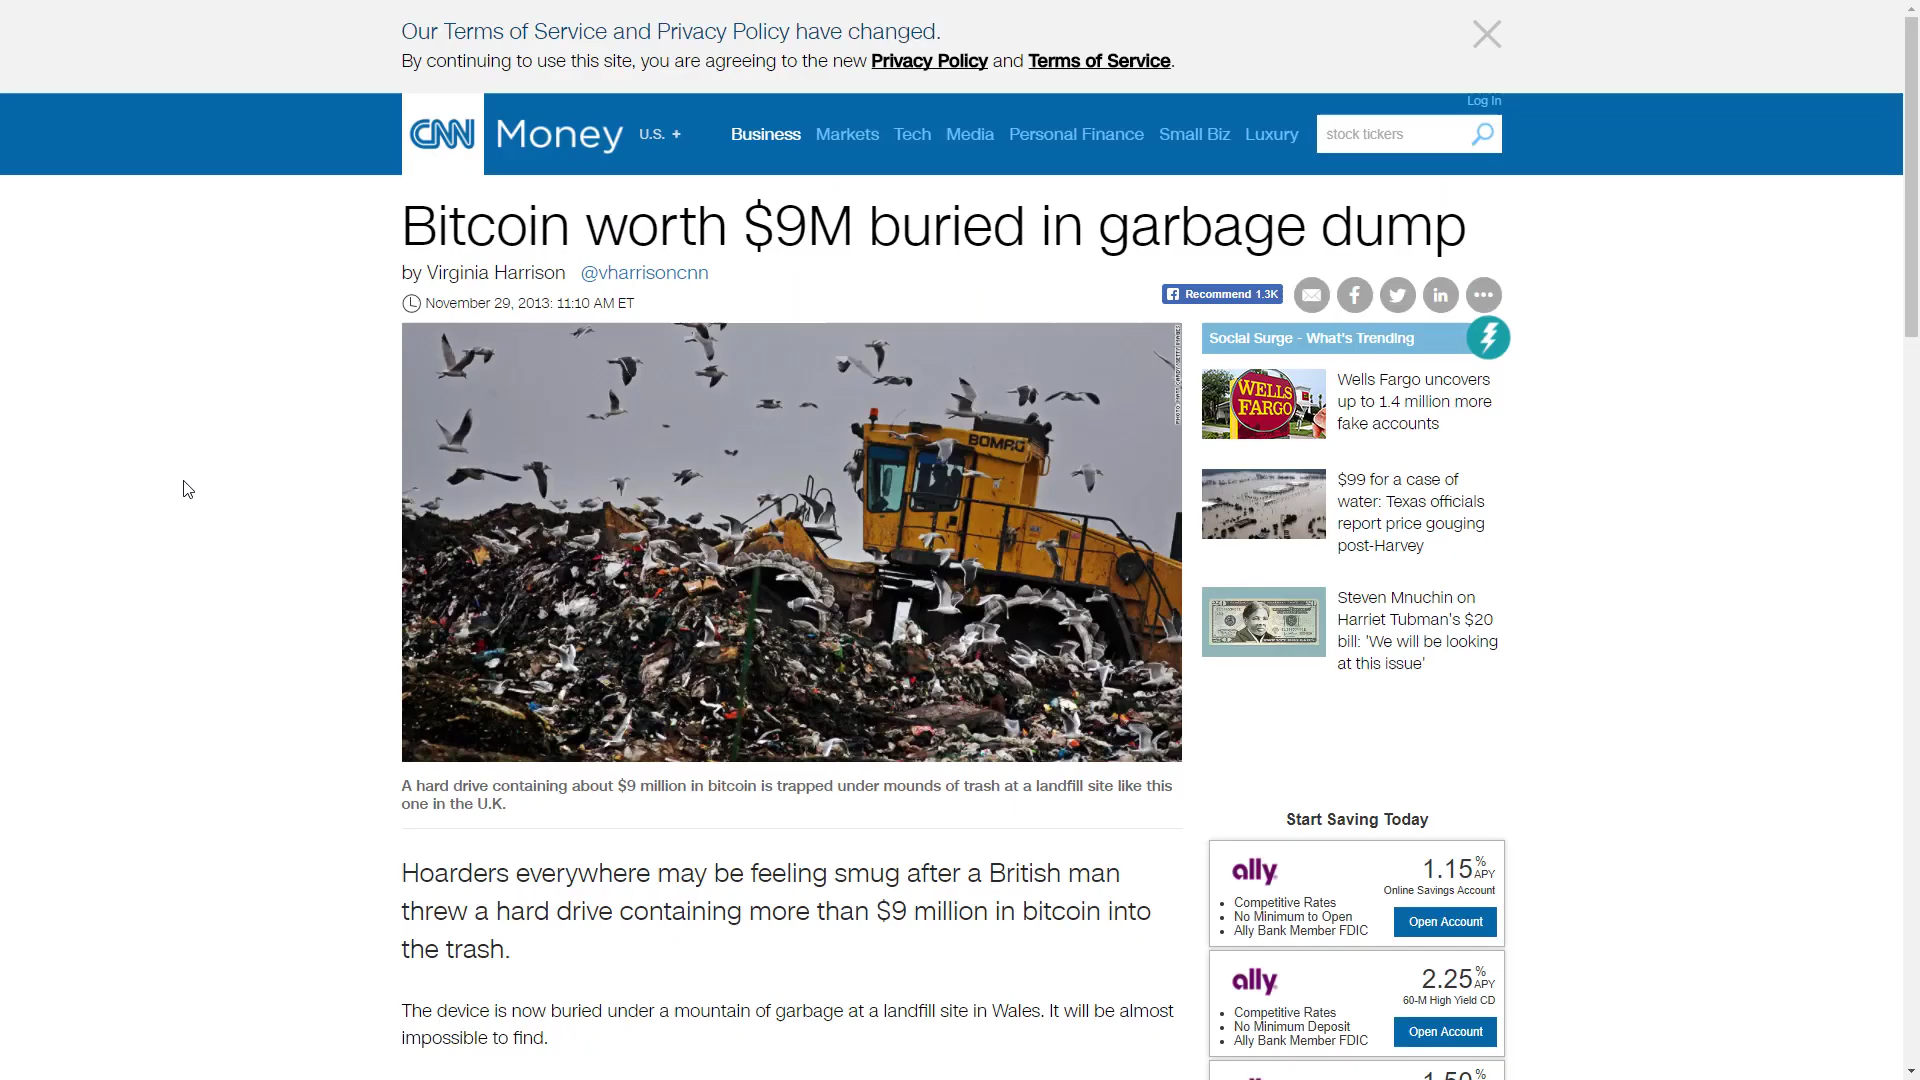 Our Terms of Service and Privacy Policy have changed.
By continuing to use this site, you are agreeing to the new Privacy Policy and Terms of Service.
Log In
CNN Money U.S. + Business Markets Tech Media Personal Finance Small Biz Luxury stock tickers
Bitcoin worth $9M buried in garbage dump
by Virginia Harrison @vharrisoncnn
November 29, 2013: 11:10 AM ET
Recommend 1.3K
BOMAG
A hard drive containing about $9 million in bitcoin is trapped under mounds of trash at a landfill site like this
one in the U.K.
Hoarders everywhere may be feeling smug after a British man
threw a hard drive containing more than $9 million in bitcoin into
the trash.
The device is now buried under a mountain of garbage at a landfill site in Wales. It will be almost
impossible to find.
Social Surge - What's Trending
WELLS
FARGO
Wells Fargo uncovers
up to 1.4 million more
fake accounts
$99 for a case of
water: Texas officials
report price gouging
post-Harvey
Steven Mnuchin on
Harriet Tubman's $20
bill: 'We will be looking
at this issue'
Start Saving Today
ally
1.15% APY
Online Savings Account
Competitive Rates
No Minimum to Open
Ally Bank Member FDIC
Open Account
ally
2.25% APY
60-M High Yield CD
Competitive Rates
No Minimum Deposit
Ally Bank Member FDIC
Open Account